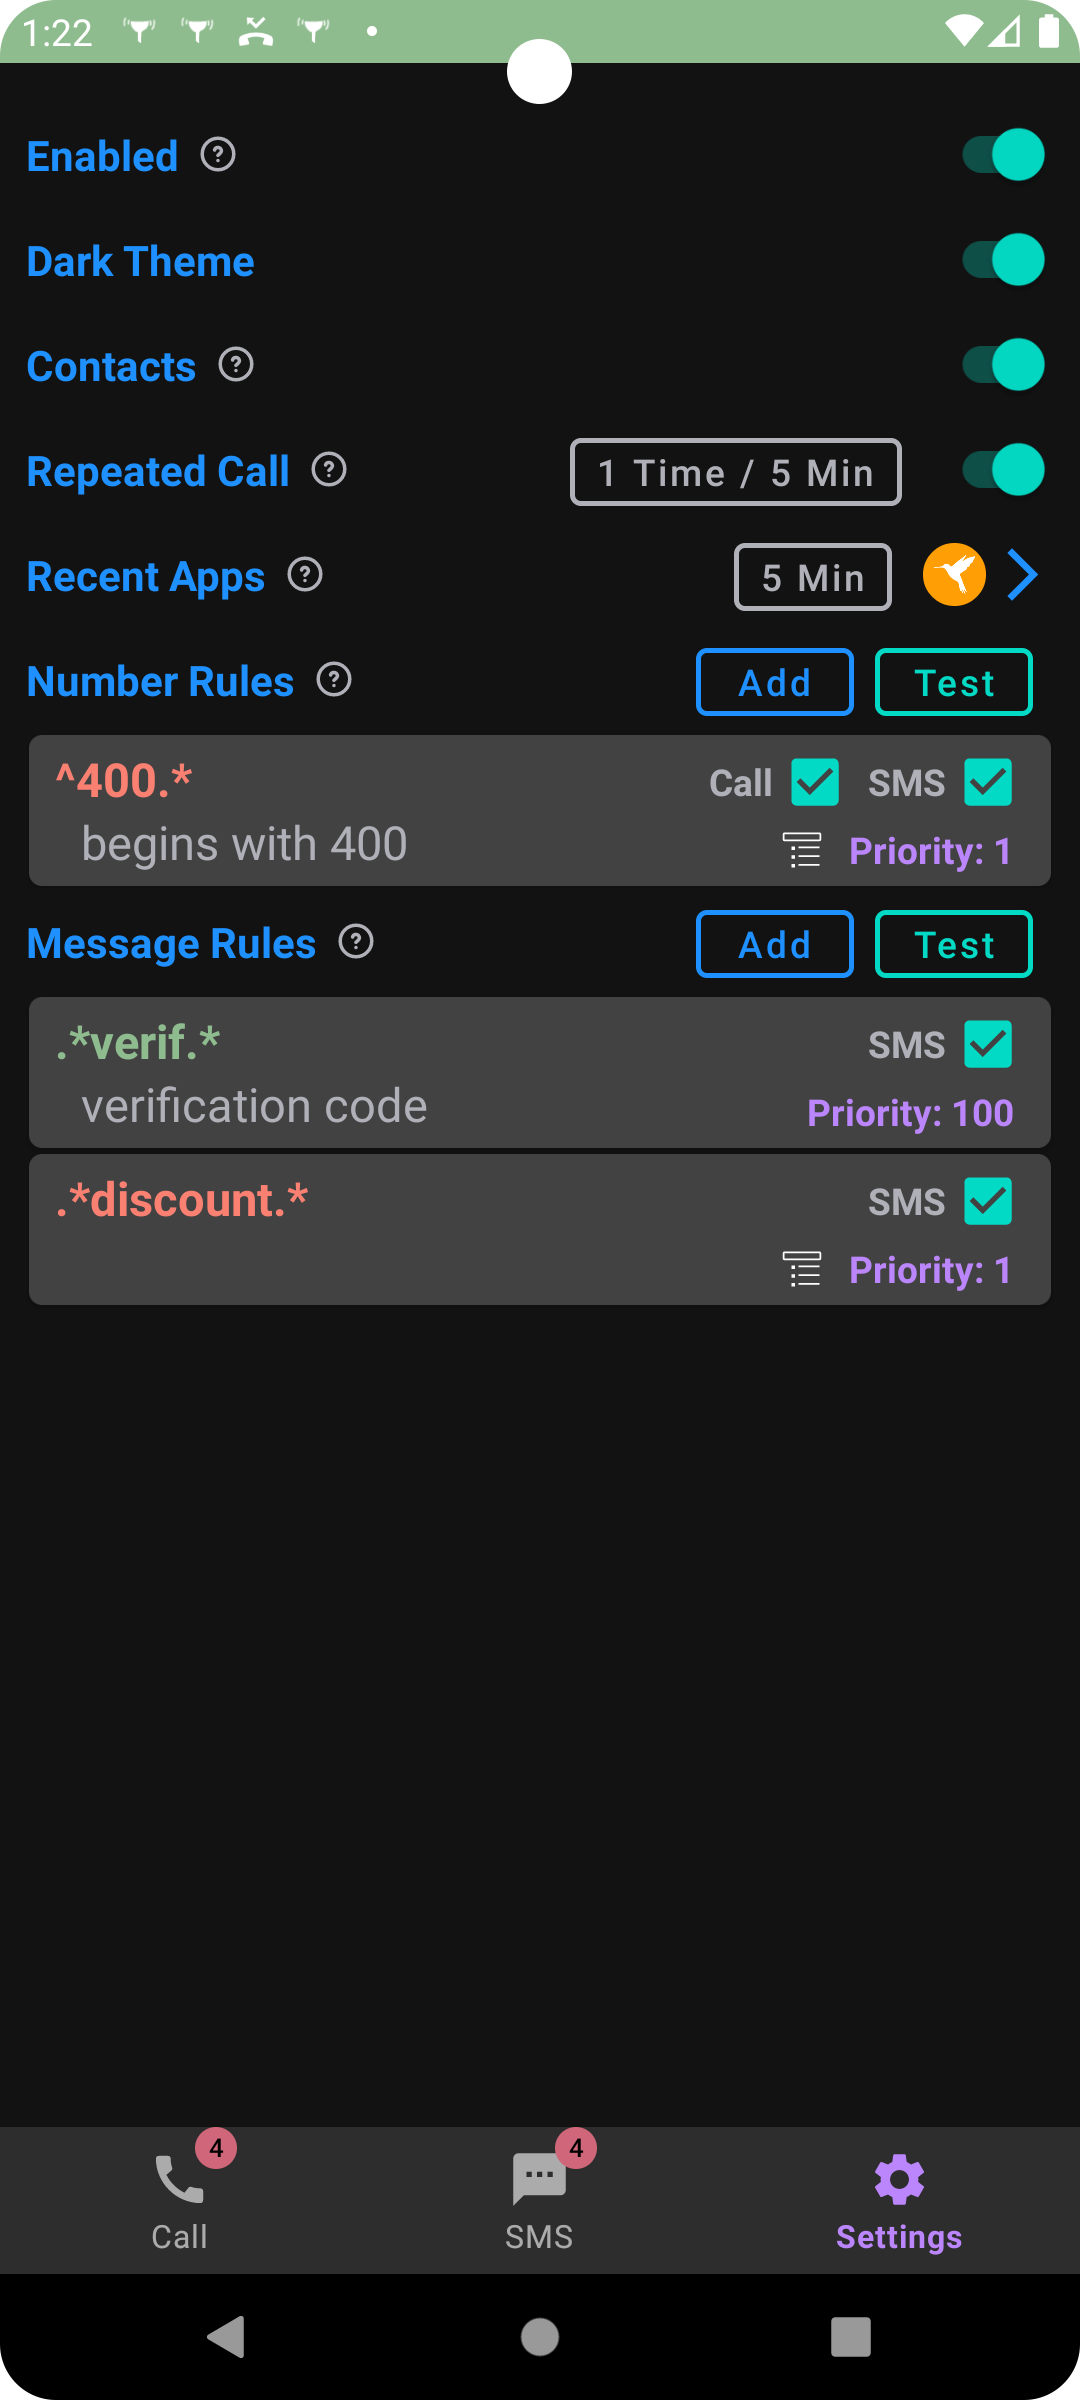 1:22
Enabled ?
Dark Theme
Contacts ?
Repeated Call ? 1 Time / 5 Min
Recent Apps ? 5 Min
Number Rules ? Add Test
^400.* Call SMS
begins with 400 Priority: 1
Message Rules ? Add Test
.*verif.* SMS
verification code Priority: 100
.*discount.* SMS
Priority: 1
4 4
Call SMS Settings